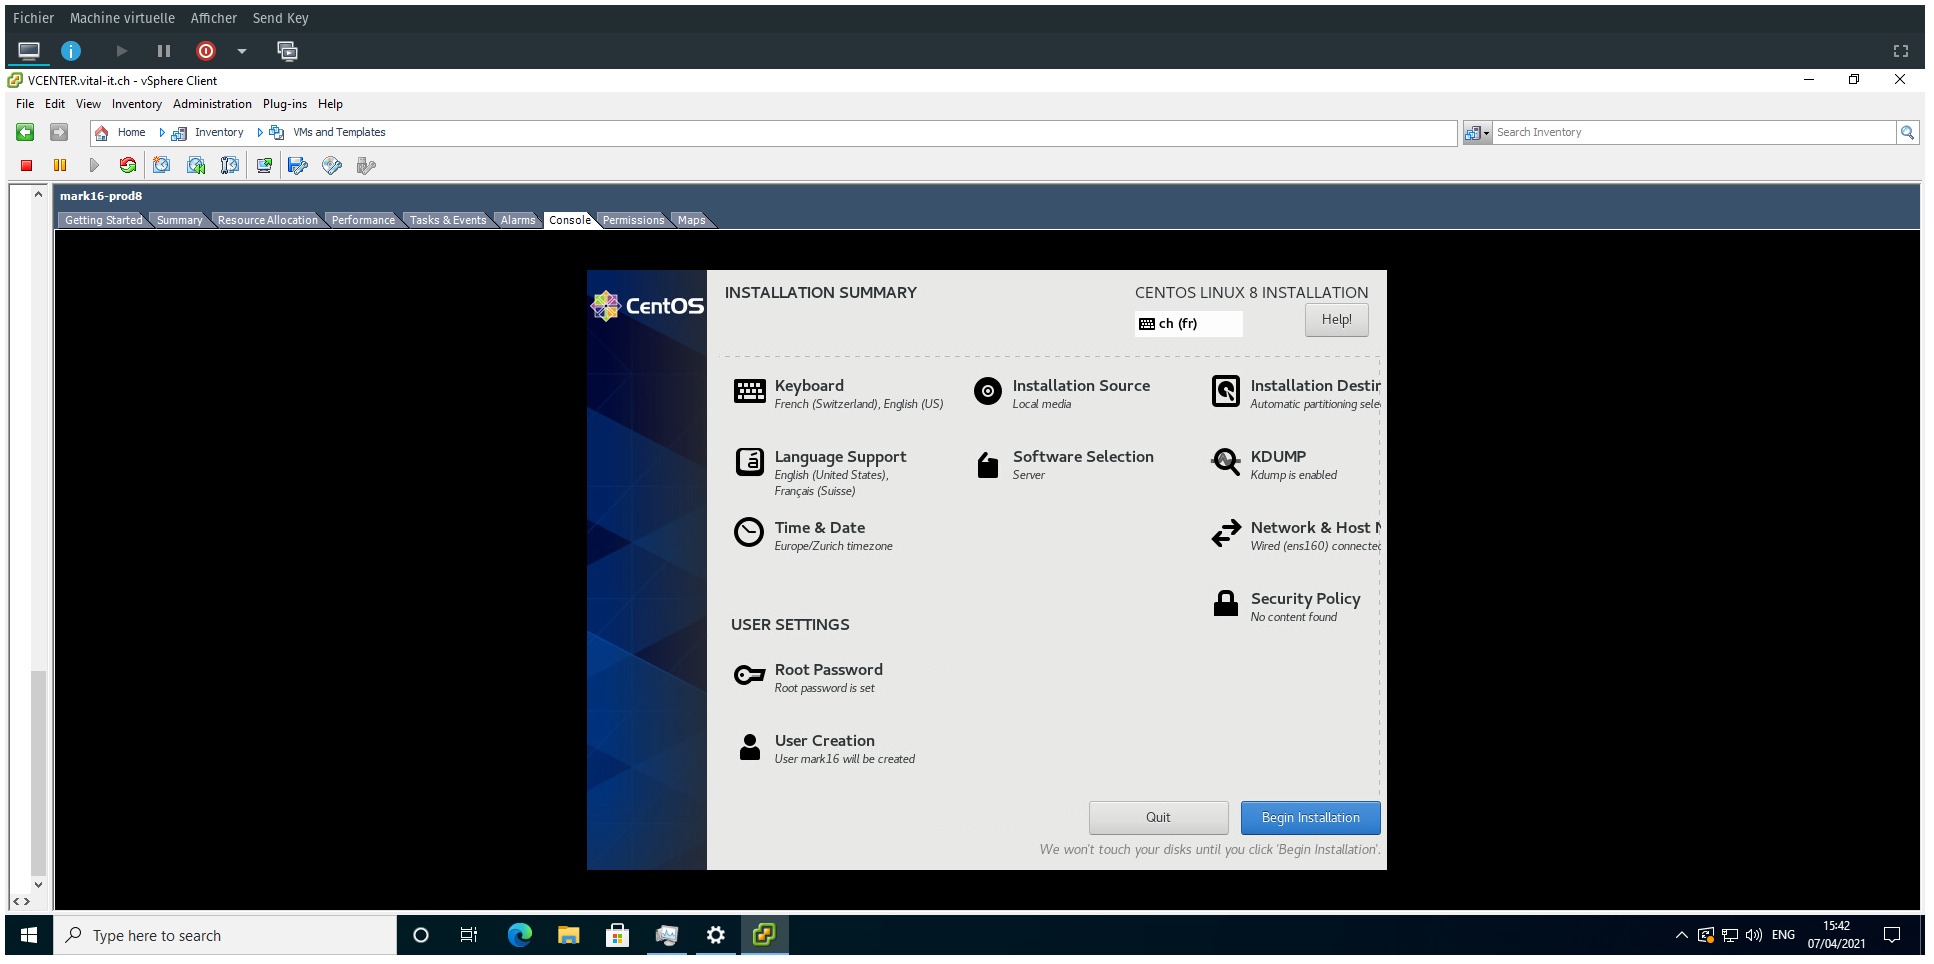 Fichier Machine virtuelle Afficher Send Key
VCENTER.vital-it.ch - vSphere Client
File Edit View Inventory Administration Plug-ins Help
Home Inventory VMs and Templates Search Inventory
mark16-prod8
Getting Started Summary Resource Allocation Performance Tasks & Events Alarms Console Permissions Maps
CentOS
INSTALLATION SUMMARY
CENTOS LINUX 8 INSTALLATION
ch (fr)
Help!
Keyboard
French (Switzerland), English (US)
Installation Source
Local media
Installation Destin
Automatic partitioning sele
Language Support
English (United States),
Français (Suisse)
Software Selection
Server
KDUMP
Kdump is enabled
Time & Date
Europe/Zurich timezone
Network & Host N
Wired (ens160) connected
Security Policy
No content found
USER SETTINGS
Root Password
Root password is set
User Creation
User mark16 will be created
Quit
Begin Installation
We won't touch your disks until you click 'Begin Installation'.
Type here to search
ENG
15:42
07/04/2021